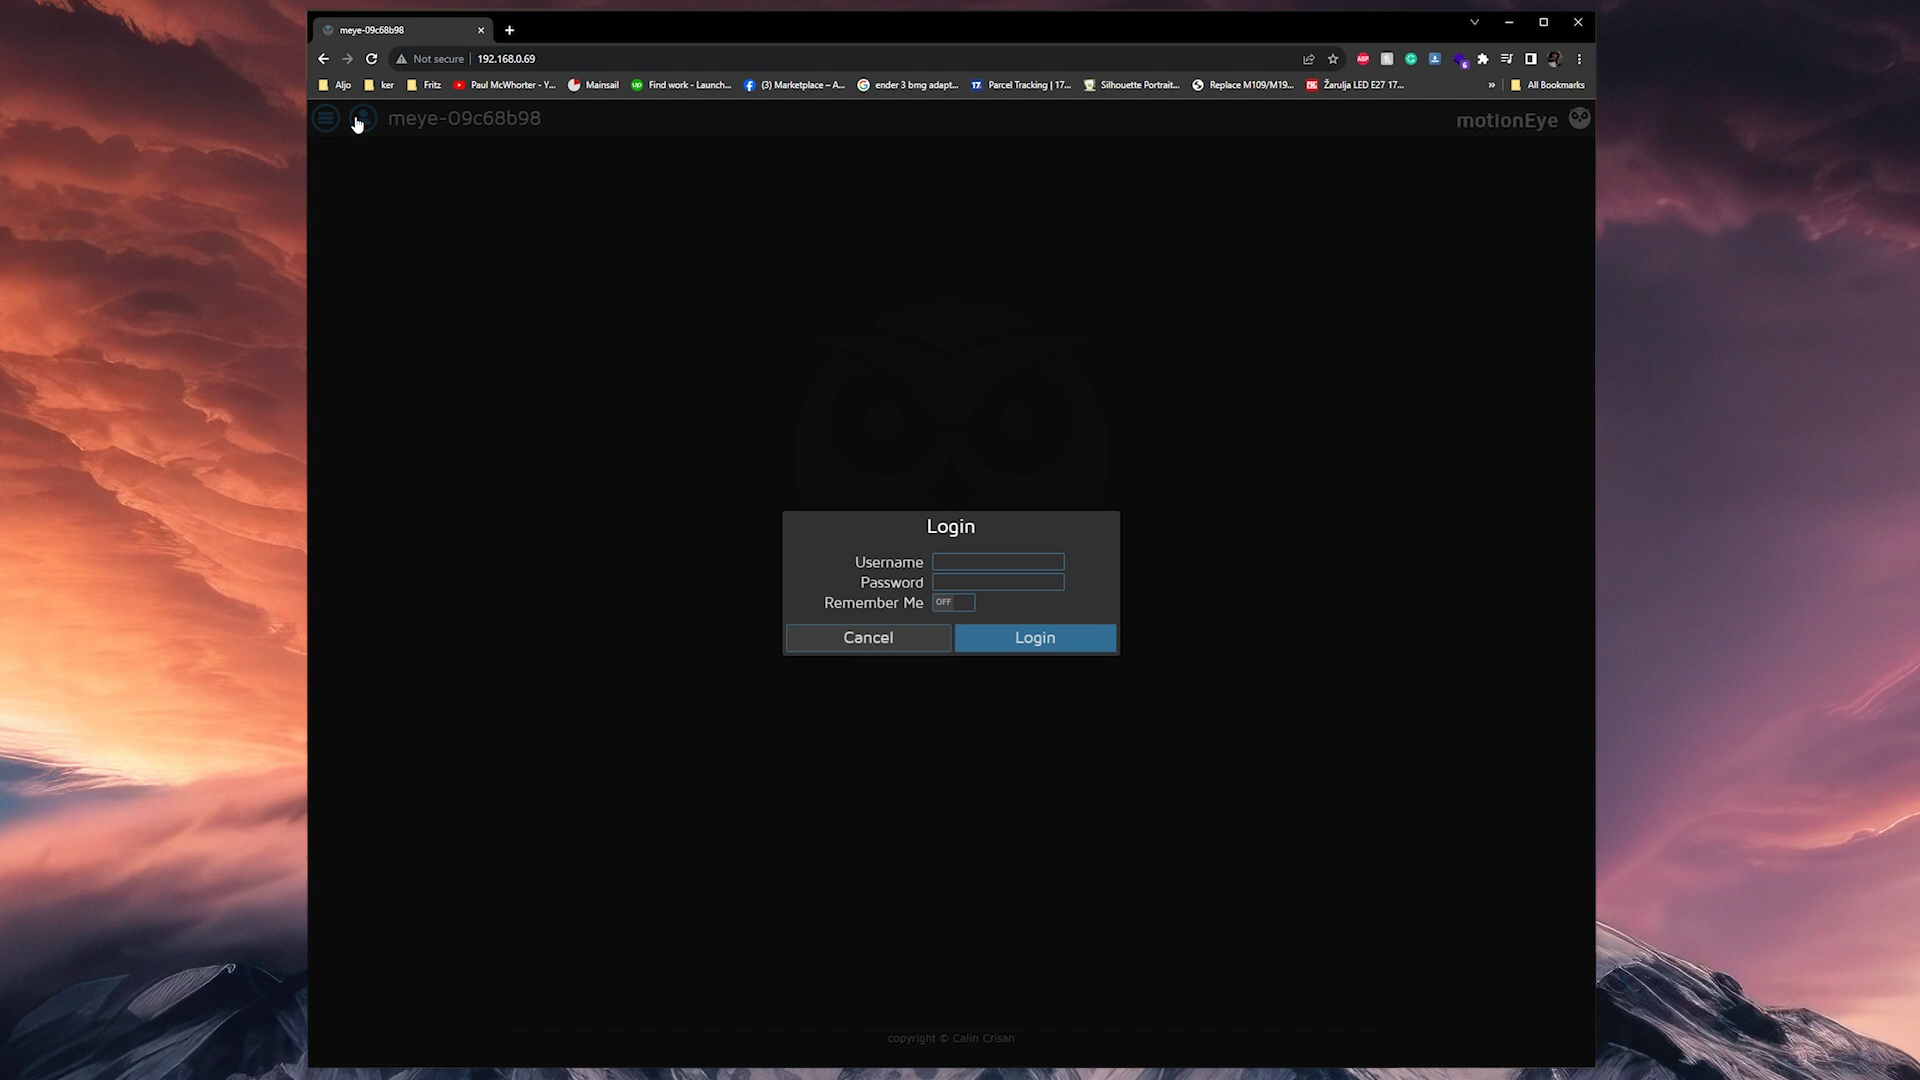 meye-09c68b98
Not secure 192.168.0.69
Aljo ker Fritz Paul McWhorter - Y... Mainsail Find work - Launch... (3) Marketplace – A... ender 3 bmg adapt... Parcel Tracking | 17... Silhouette Portrait... Replace M109/M19... Žarulja LED E27 17... » All Bookmarks
meye-09c68b98 motionEye
Login
Username
Password
Remember Me OFF
Cancel Login
copyright © Calin Crisan